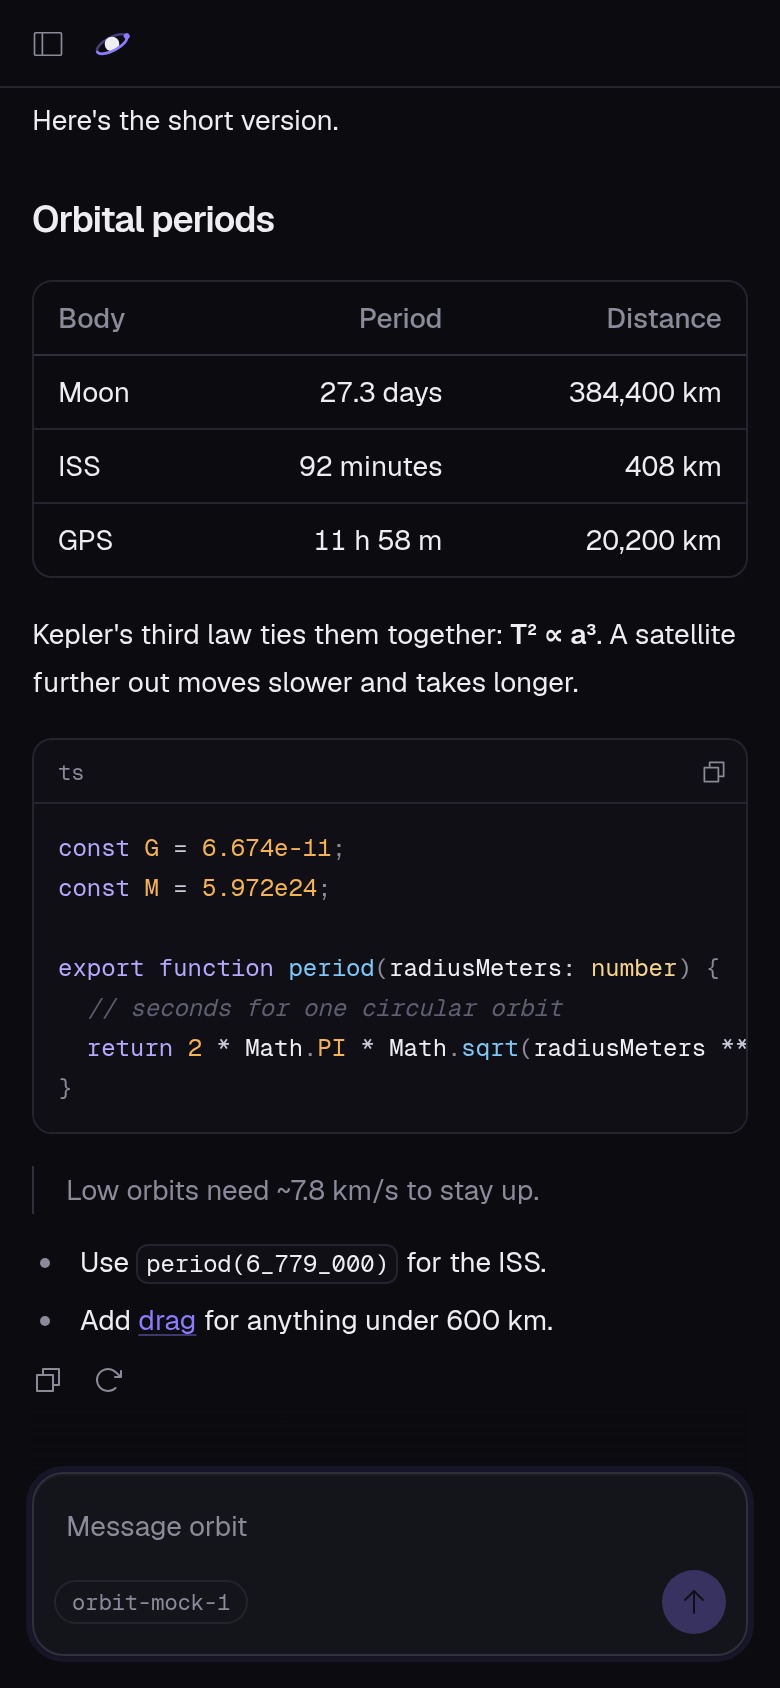 Here's the short version.
Orbital periods
Body Period Distance
Moon 27.3 days 384,400 km
ISS 92 minutes 408 km
GPS 11 h 58 m 20,200 km
Kepler's third law ties them together: T² ∝ a³. A satellite
further out moves slower and takes longer.
ts
const G = 6.674e-11;
const M = 5.972e24;
export function period(radiusMeters: number) {
  // seconds for one circular orbit
  return 2 * Math.PI * Math.sqrt(radiusMeters **
}
Low orbits need ~7.8 km/s to stay up.
• Use period(6_779_000) for the ISS.
• Add drag for anything under 600 km.
Message orbit
orbit-mock-1